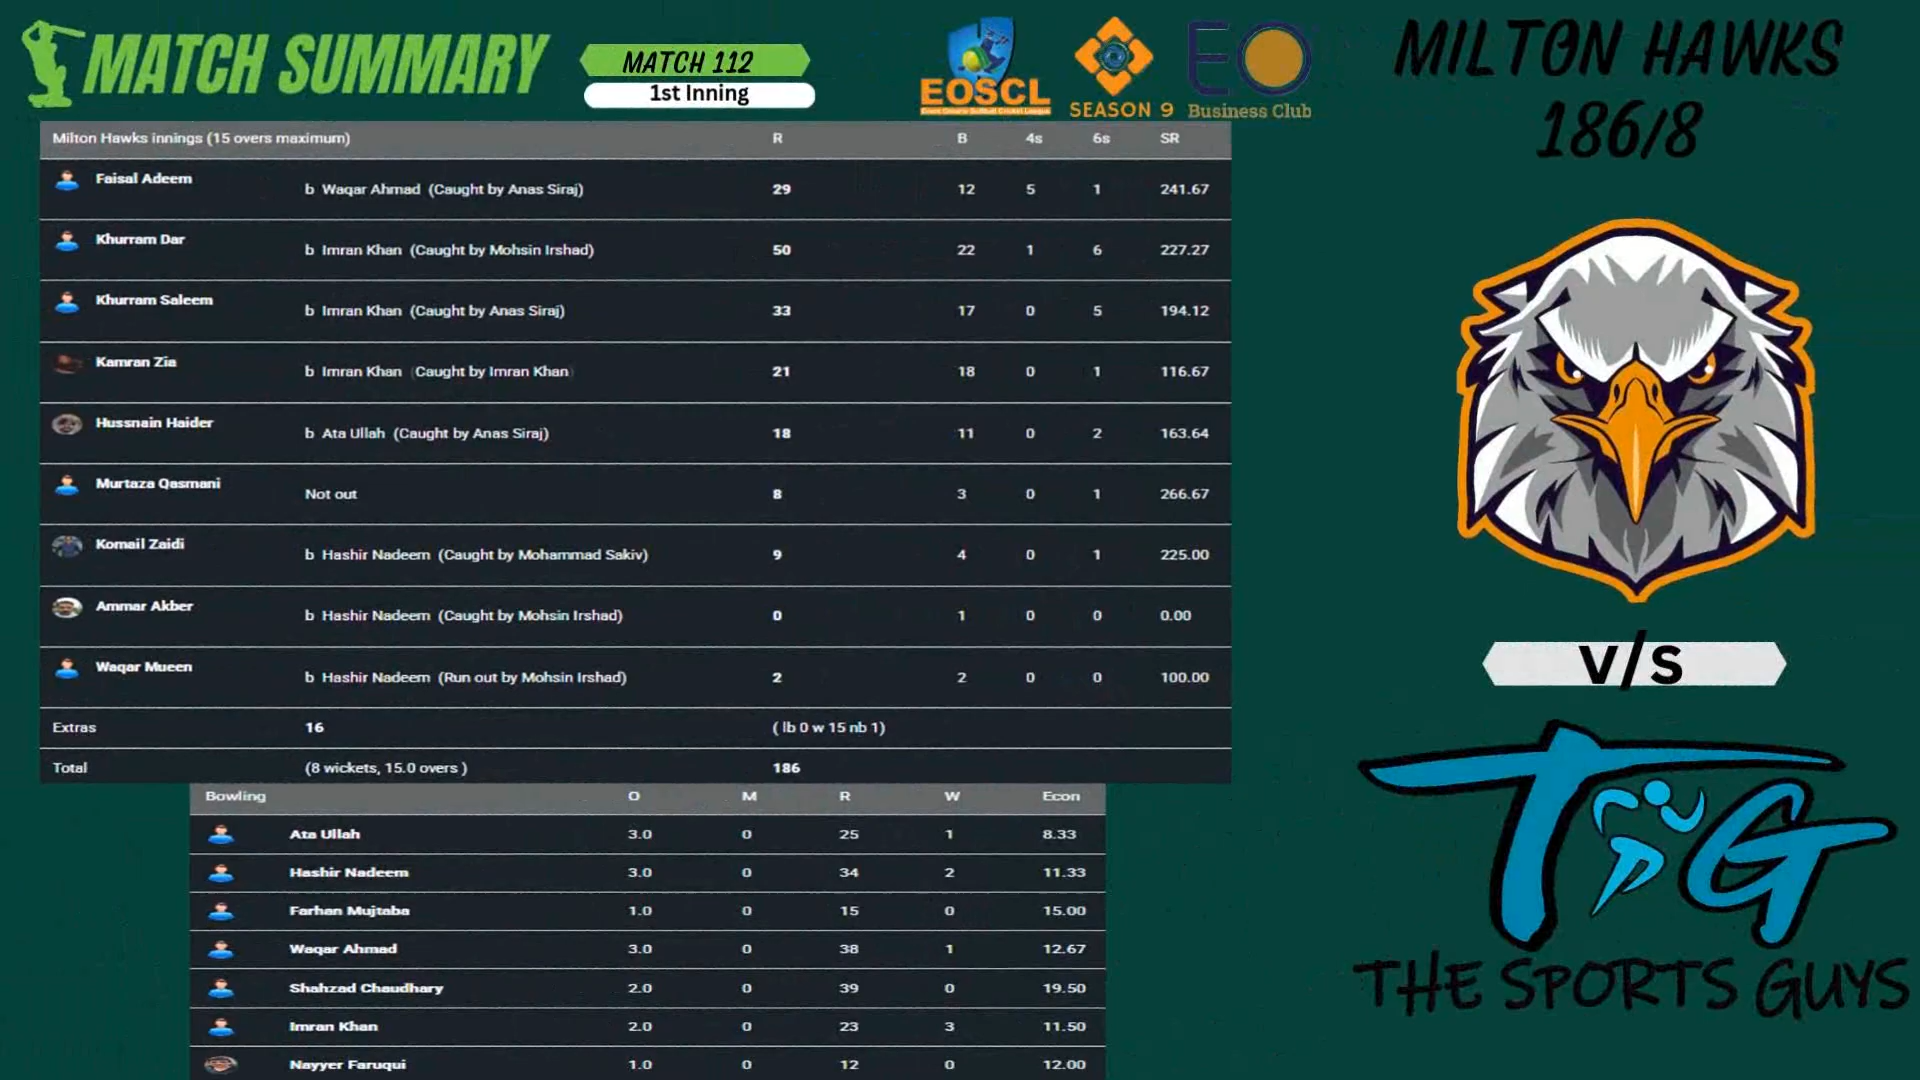 MATCH SUMMARY
MATCH 112
1st Inning
EOSCL
SEASON 9
EO
Business Club
MILTON HAWKS
186/8
Milton Hawks innings (15 overs maximum) R B 4s 6s SR
Faisal Adeem b Waqar Ahmad (Caught by Anas Siraj) 29 12 5 1 241.67
Khurram Dar b Imran Khan (Caught by Mohsin Irshad) 50 22 1 6 227.27
Khurram Saleem b Imran Khan (Caught by Anas Siraj) 33 17 0 5 194.12
Kamran Zia b Imran Khan (Caught by Imran Khan) 21 18 0 1 116.67
Hussnain Haider b Ata Ullah (Caught by Anas Siraj) 18 11 0 2 163.64
Murtaza Qasmani Not out 8 3 0 1 266.67
Komail Zaidi b Hashir Nadeem (Caught by Mohammad Sakiv) 9 4 0 1 225.00
Ammar Akber b Hashir Nadeem (Caught by Mohsin Irshad) 0 1 0 0 0.00
Waqar Mueen b Hashir Nadeem (Run out by Mohsin Irshad) 2 2 0 0 100.00
Extras 16 ( lb 0 w 15 nb 1)
Total (8 wickets, 15.0 overs ) 186
Bowling O M R W Econ
Ata Ullah 3.0 0 25 1 8.33
Hashir Nadeem 3.0 0 34 2 11.33
Farhan Mujtaba 1.0 0 15 0 15.00
Waqar Ahmad 3.0 0 38 1 12.67
Shahzad Chaudhary 2.0 0 39 0 19.50
Imran Khan 2.0 0 23 3 11.50
Nayyer Faruqui 1.0 0 12 0 12.00
V/S
TSG
THE SPORTS GUYS